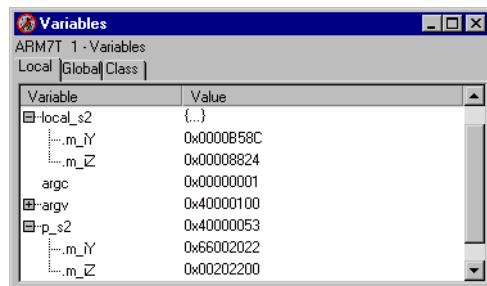 Variables
ARM7T 1 - Variables
Local Global Class
Variable Value
local_s2 {...}
.m_iY 0x0000B58C
.m_iZ 0x00008824
argc 0x00000001
argv 0x40000100
p_s2 0x40000053
.m_iY 0x66002022
.m_iZ 0x00202200